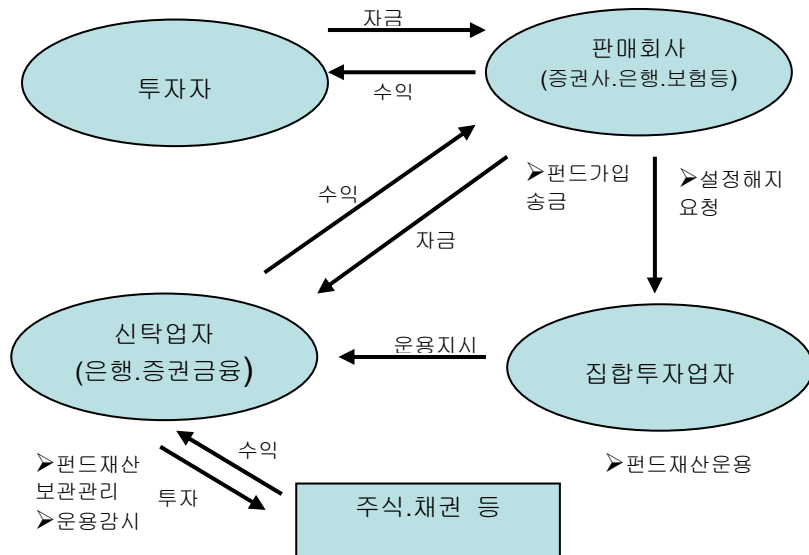 자금
투자자
판매회사
(증권사.은행.보험등)
수익
수익
➢펀드가입
송금
➢설정해지
요청
자금
신탁업자
(은행.증권금융)
운용지시
집합투자업자
➢펀드재산
보관관리
➢운용감시
수익
투자
➢펀드재산운용
주식.채권 등